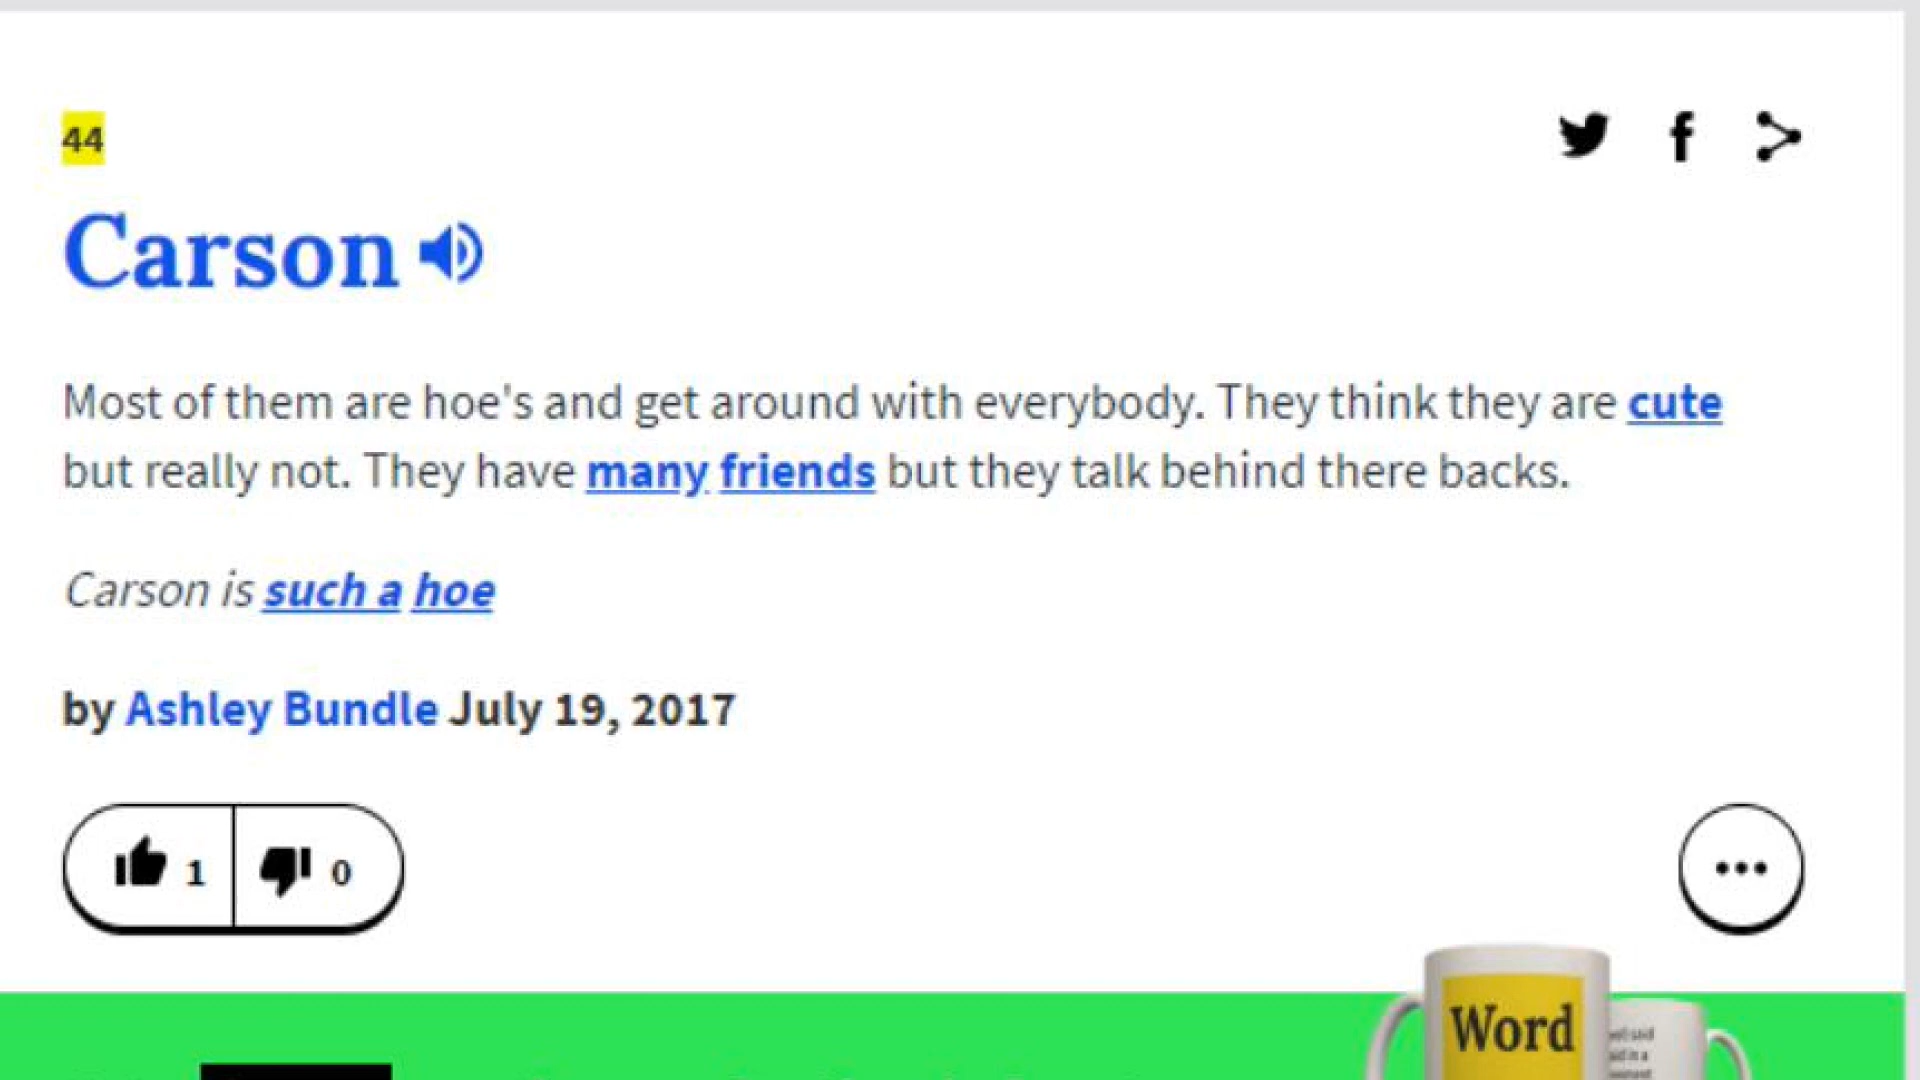 44
Carson
Most of them are hoe's and get around with everybody. They think they are cute
but really not. They have many friends but they talk behind there backs.
Carson is such a hoe
by Ashley Bundle July 19, 2017
1 0
Word